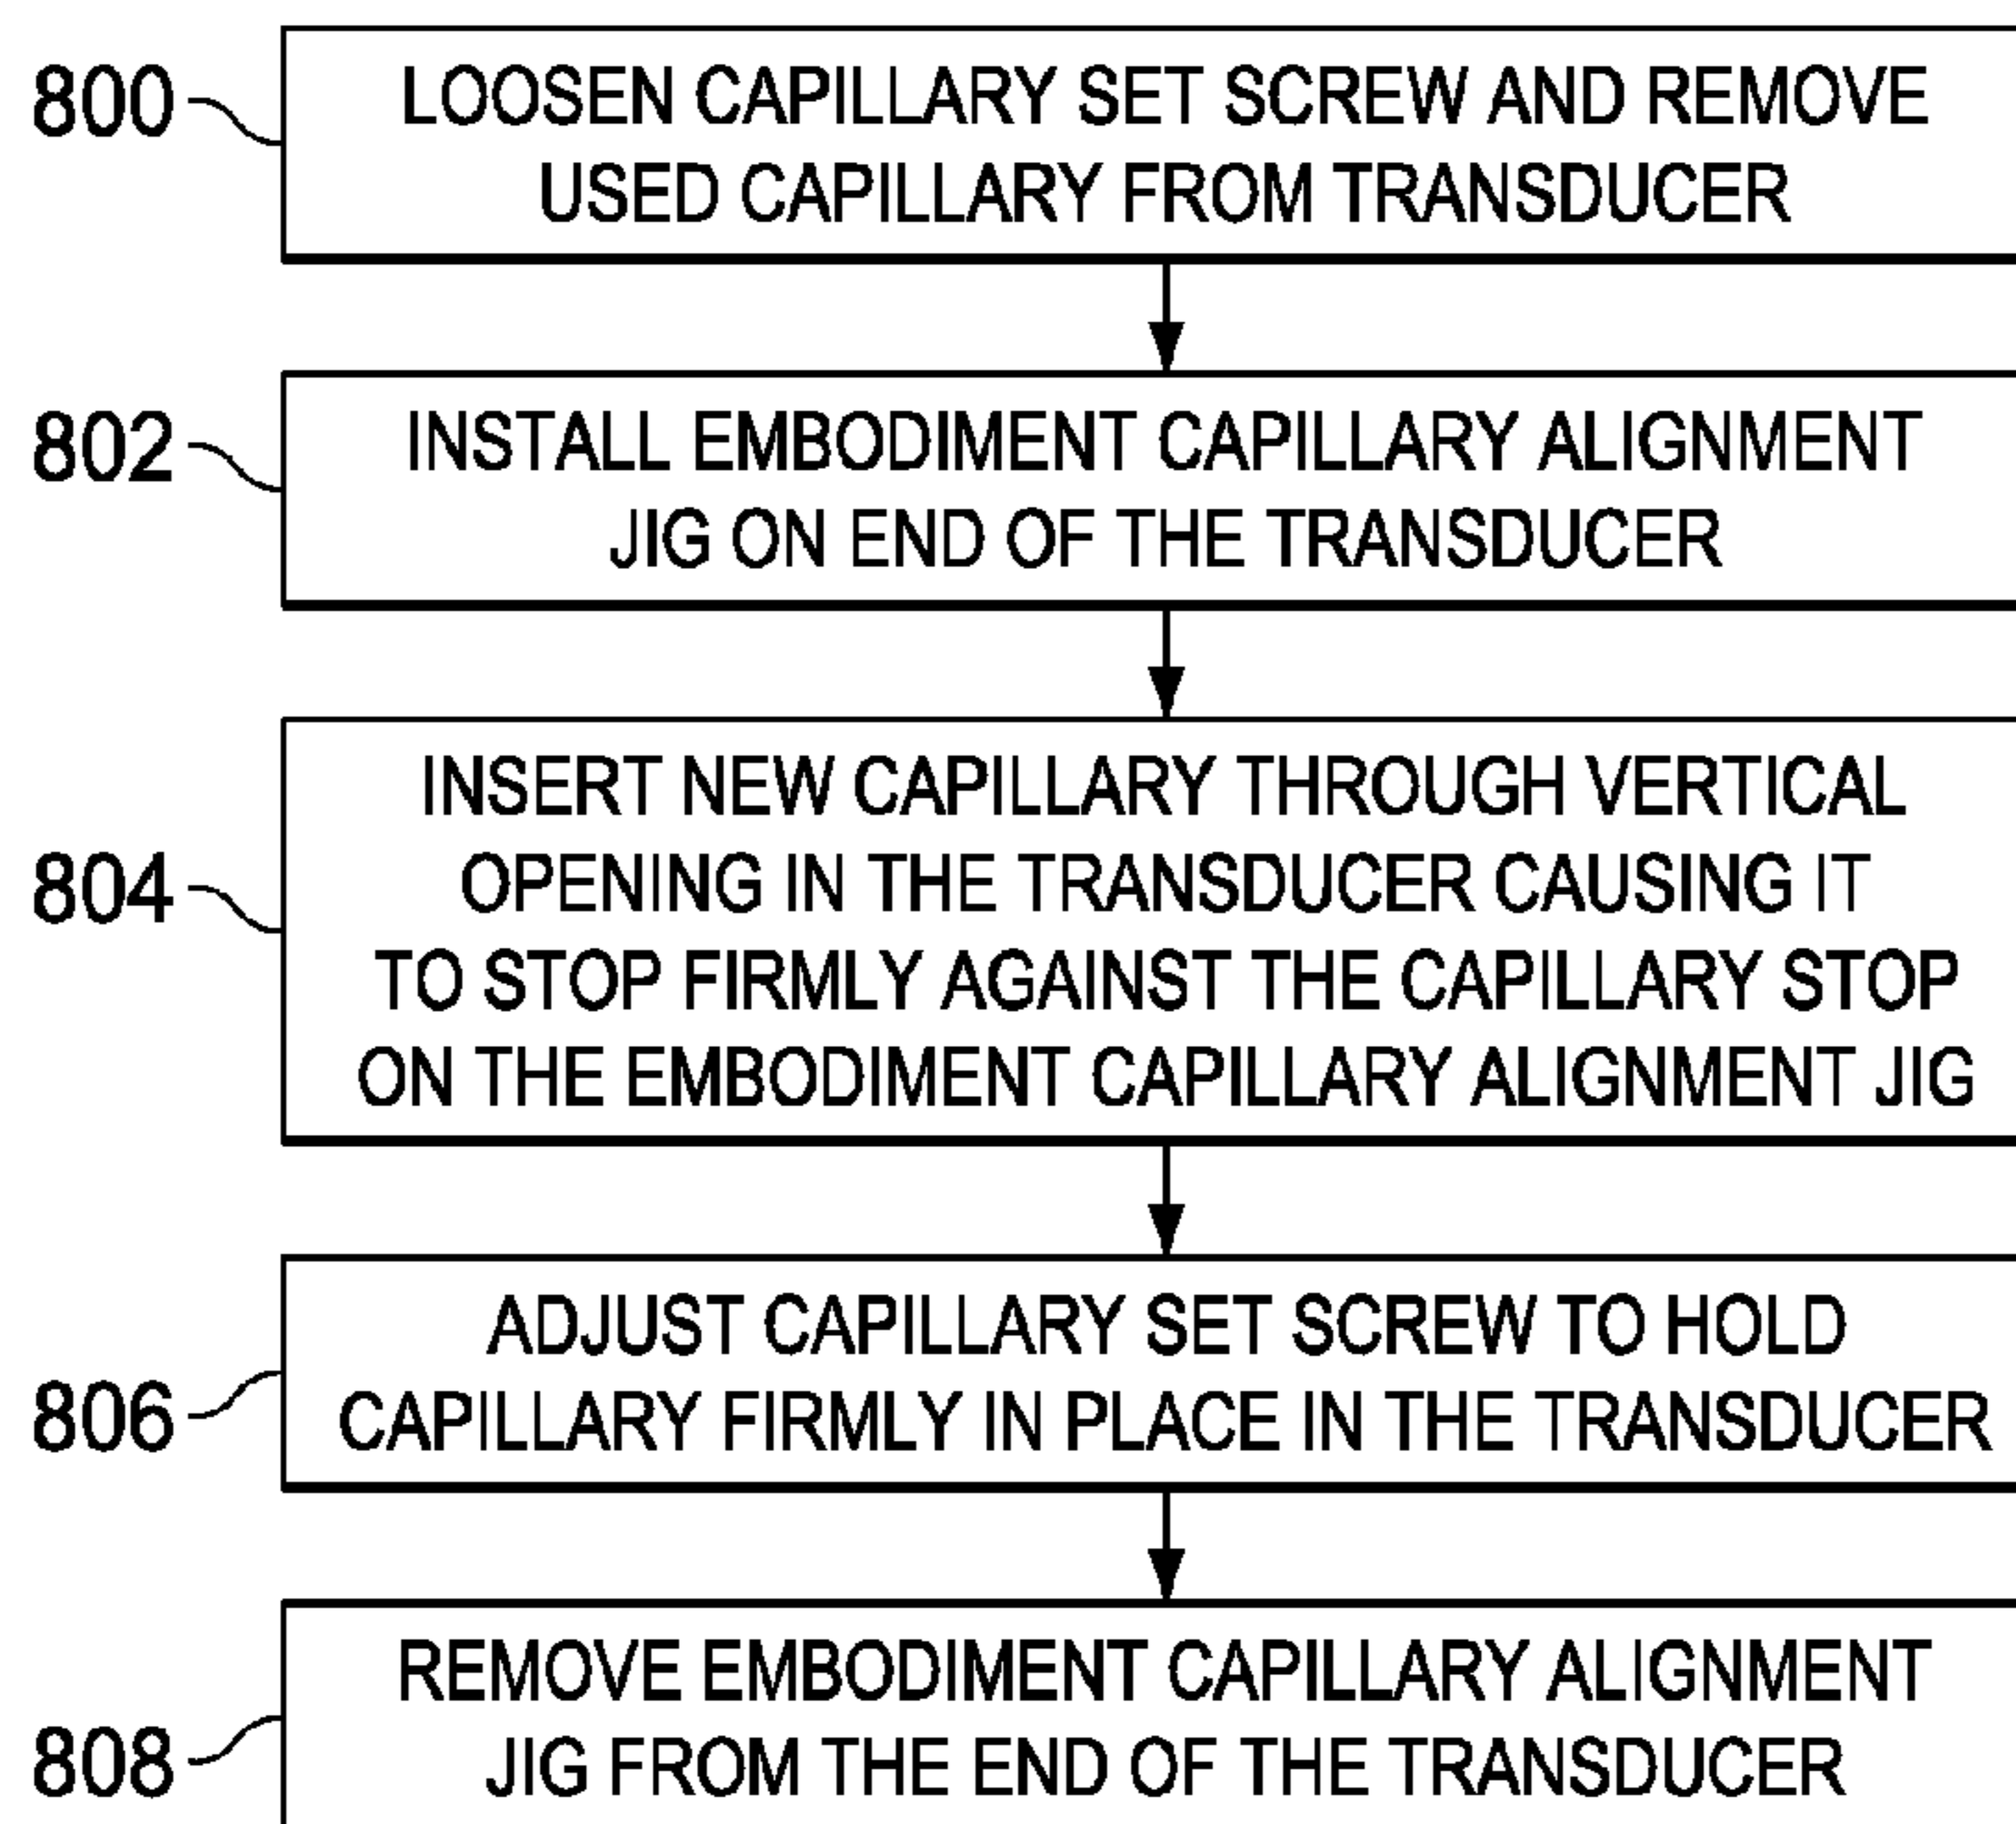 800
LOOSEN CAPILLARY SET SCREW AND REMOVE
USED CAPILLARY FROM TRANSDUCER
802
INSTALL EMBODIMENT CAPILLARY ALIGNMENT
JIG ON END OF THE TRANSDUCER
804
INSERT NEW CAPILLARY THROUGH VERTICAL
OPENING IN THE TRANSDUCER CAUSING IT
TO STOP FIRMLY AGAINST THE CAPILLARY STOP
ON THE EMBODIMENT CAPILLARY ALIGNMENT JIG
806
ADJUST CAPILLARY SET SCREW TO HOLD
CAPILLARY FIRMLY IN PLACE IN THE TRANSDUCER
808
REMOVE EMBODIMENT CAPILLARY ALIGNMENT
JIG FROM THE END OF THE TRANSDUCER